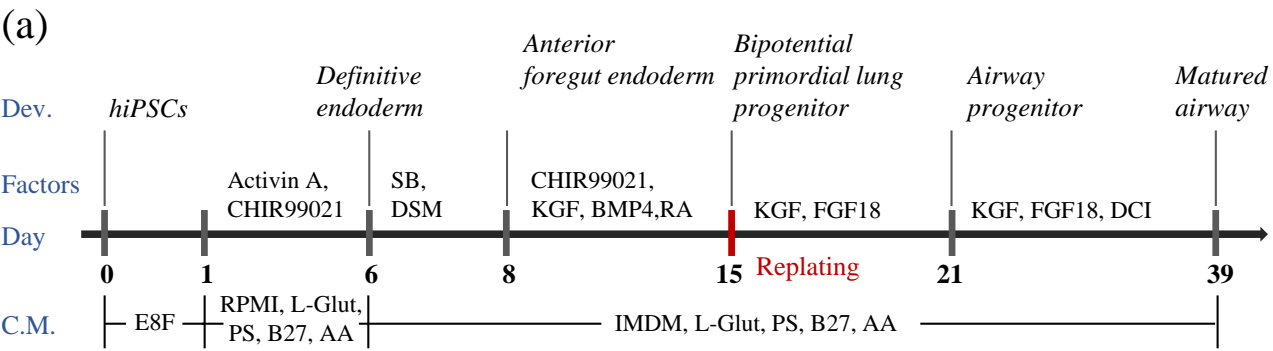 (a)
Anterior
foregut endoderm
Bipotential
primordial lung
progenitor
Definitive
endoderm
Airway
progenitor
Matured
airway
Dev.
hiPSCs
Factors
Activin A,
CHIR99021
SB,
DSM
CHIR99021,
KGF, BMP4,RA
KGF, FGF18
KGF, FGF18, DCI
Day
0
1
6
8
15
Replating
21
39
C.M.
E8F
RPMI, L-Glut,
PS, B27, AA
IMDM, L-Glut, PS, B27, AA